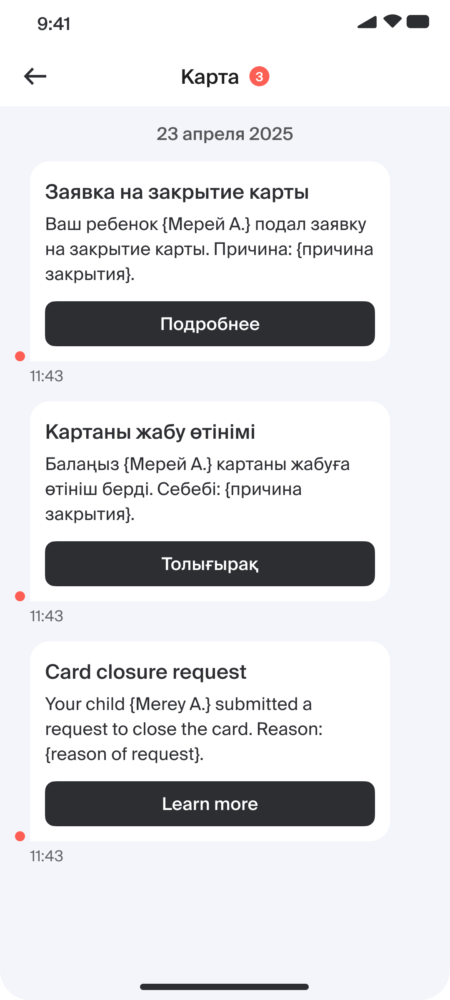 9:41
Карта 3
23 апреля 2025
Заявка на закрытие карты
Ваш ребенок {Мерей А.} подал заявку
на закрытие карты. Причина: {причина
закрытия}.
Подробнее
11:43
Картаны жабу өтінімі
Балаңыз {Мерей А.} картаны жабуға
өтініш берді. Себебі: {причина
закрытия}.
Толығырақ
11:43
Card closure request
Your child {Merey A.} submitted a
request to close the card. Reason:
{reason of request}.
Learn more
11:43